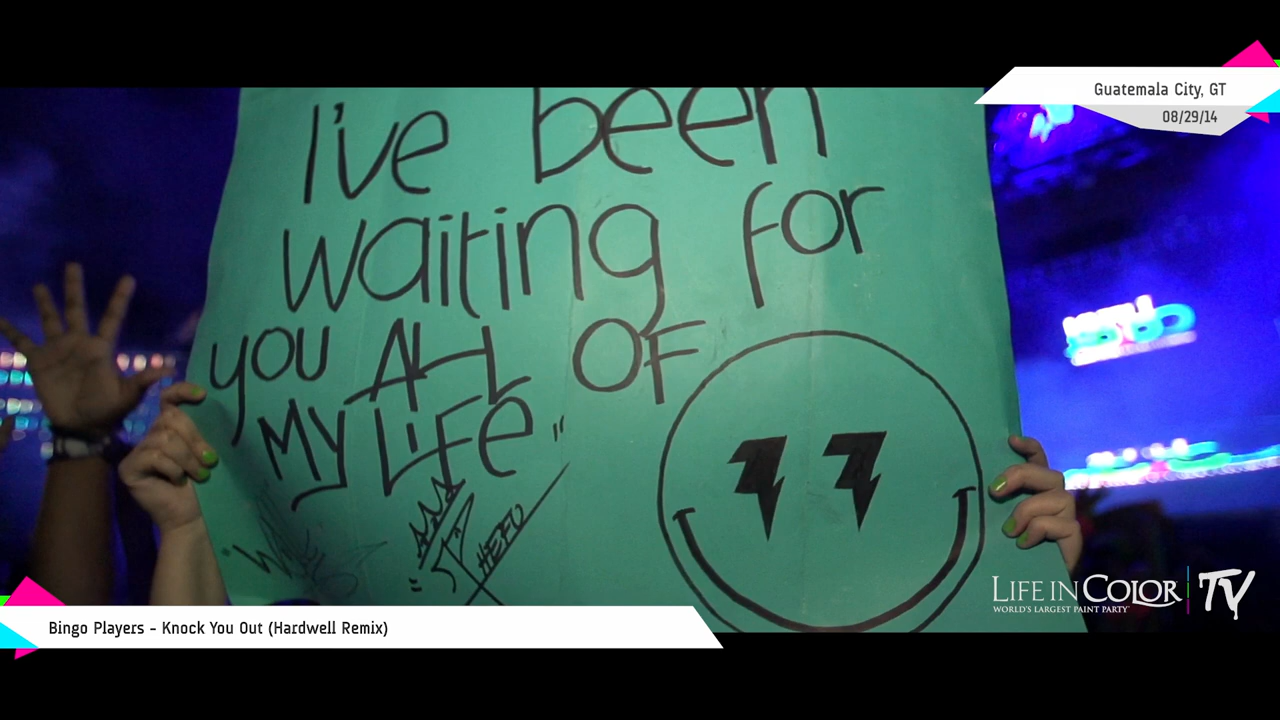 Guatemala City, GT
08/29/14
I've been
waiting for
you ALL OF
MY LIFE"
LIFE IN COLOR TV
WORLD'S LARGEST PAINT PARTY
Bingo Players - Knock You Out (Hardwell Remix)